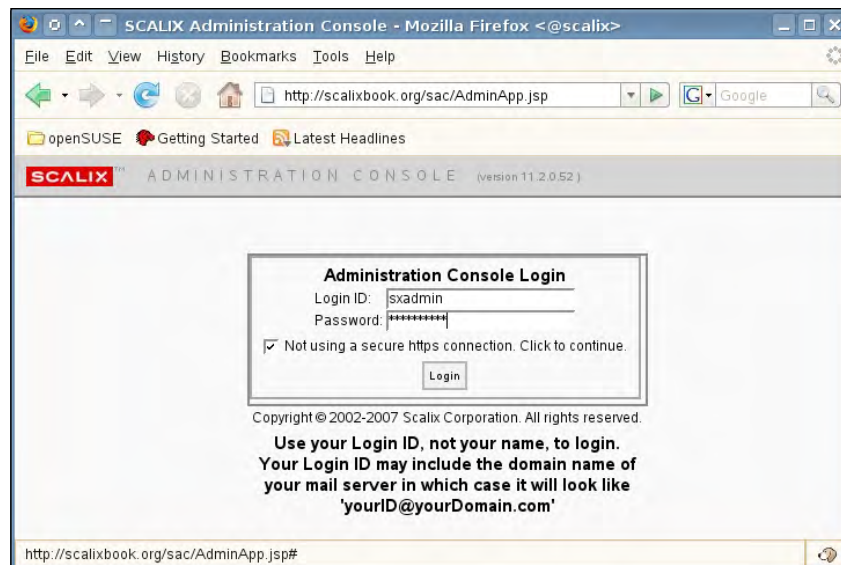 SCALIX Administration Console - Mozilla Firefox <@scalix>
File Edit View History Bookmarks Tools Help
http://scalixbook.org/sac/AdminApp.jsp G Google
openSUSE Getting Started Latest Headlines
SCALIX™ ADMINISTRATION CONSOLE (version 11.2.0.52 )
Administration Console Login
Login ID: sxadmin
Password: **********
Not using a secure https connection. Click to continue.
Login
Copyright © 2002-2007 Scalix Corporation. All rights reserved.
Use your Login ID, not your name, to login.
Your Login ID may include the domain name of
your mail server in which case it will look like
'yourID@yourDomain.com'
http://scalixbook.org/sac/AdminApp.jsp#